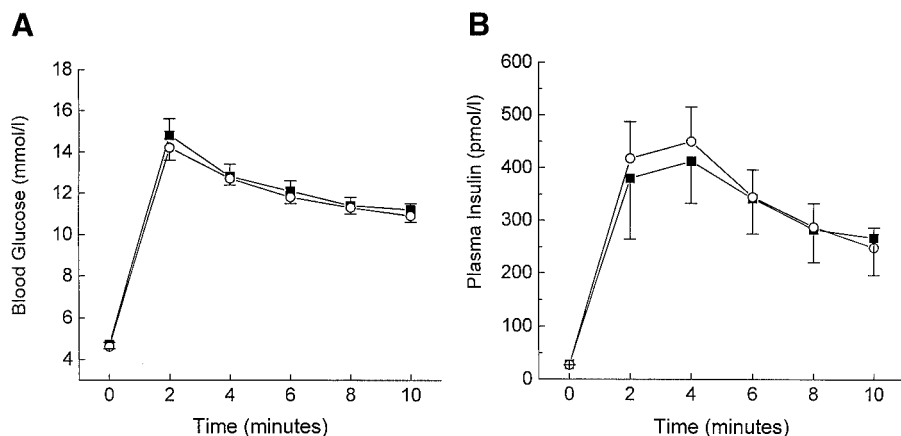 A
Blood Glucose (mmol/l)
18
16
14
12
10
8
6
4
0 2 4 6 8 10
Time (minutes)
B
Plasma Insulin (pmol/l)
600
500
400
300
200
100
0
0 2 4 6 8 10
Time (minutes)